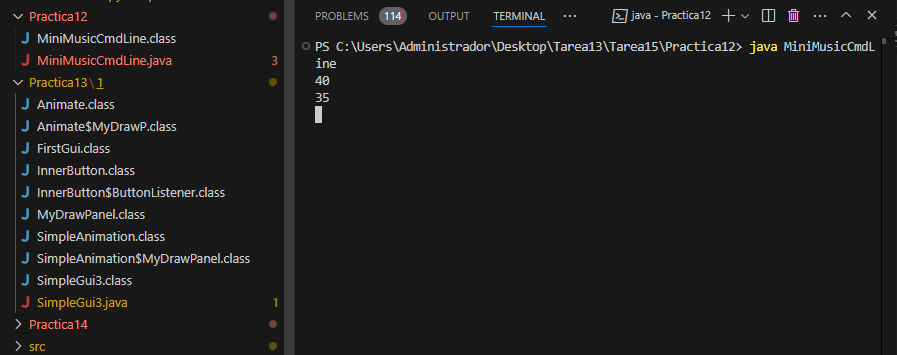 Practica12
MiniMusicCmdLine.class
MiniMusicCmdLine.java 3
Practica13\1
Animate.class
Animate$MyDrawP.class
FirstGui.class
InnerButton.class
InnerButton$ButtonListener.class
MyDrawPanel.class
SimpleAnimation.class
SimpleAnimation$MyDrawPanel.class
SimpleGui3.class
SimpleGui3.java 1
Practica14
src
PROBLEMS 114 OUTPUT TERMINAL java - Practica12
PS C:\Users\Administrador\Desktop\Tarea13\Tarea15\Practica12> java MiniMusicCmdL
ine
40
35